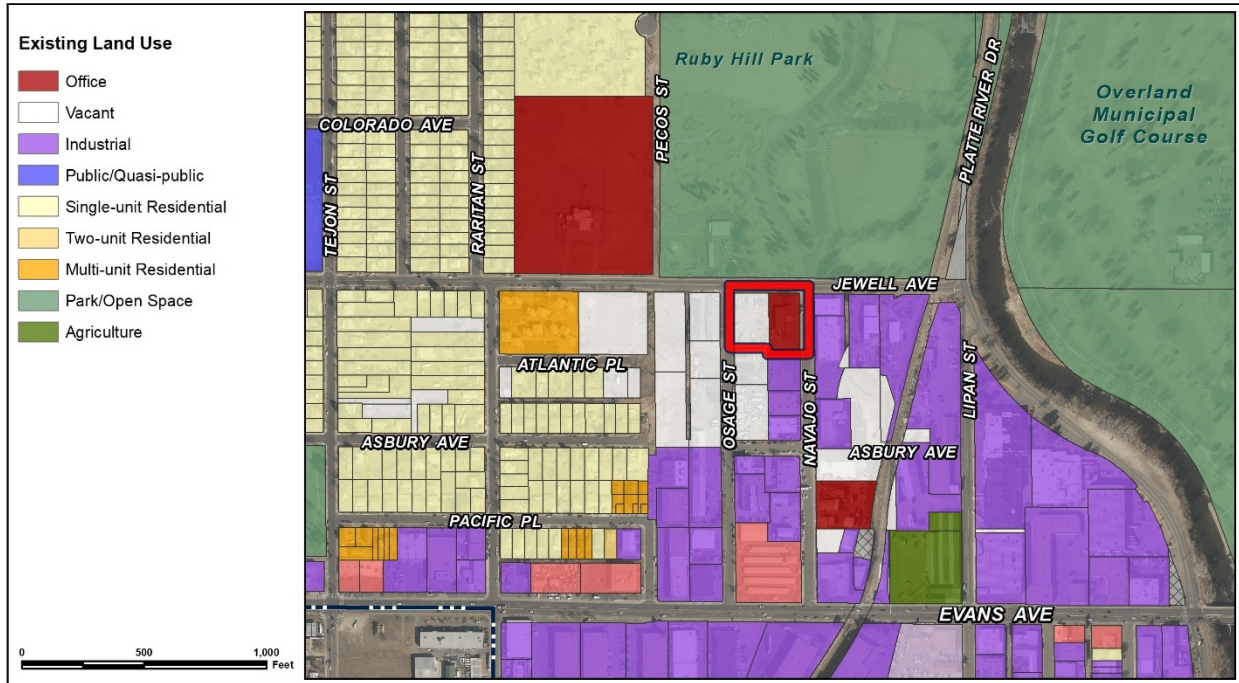 Existing Land Use
Office
Vacant
Industrial
Public/Quasi-public
Single-unit Residential
Two-unit Residential
Multi-unit Residential
Park/Open Space
Agriculture
0 500 1,000
Feet
Ruby Hill Park
Overland
Municipal
Golf Course
COLORADO AVE
TEJON ST
RARITAN ST
PECOS ST
PLATTE RIVER DR
JEWELL AVE
ATLANTIC PL
OSAGE ST
NAVAJO ST
LIPAN ST
ASBURY AVE
ASBURY AVE
PACIFIC PL
EVANS AVE